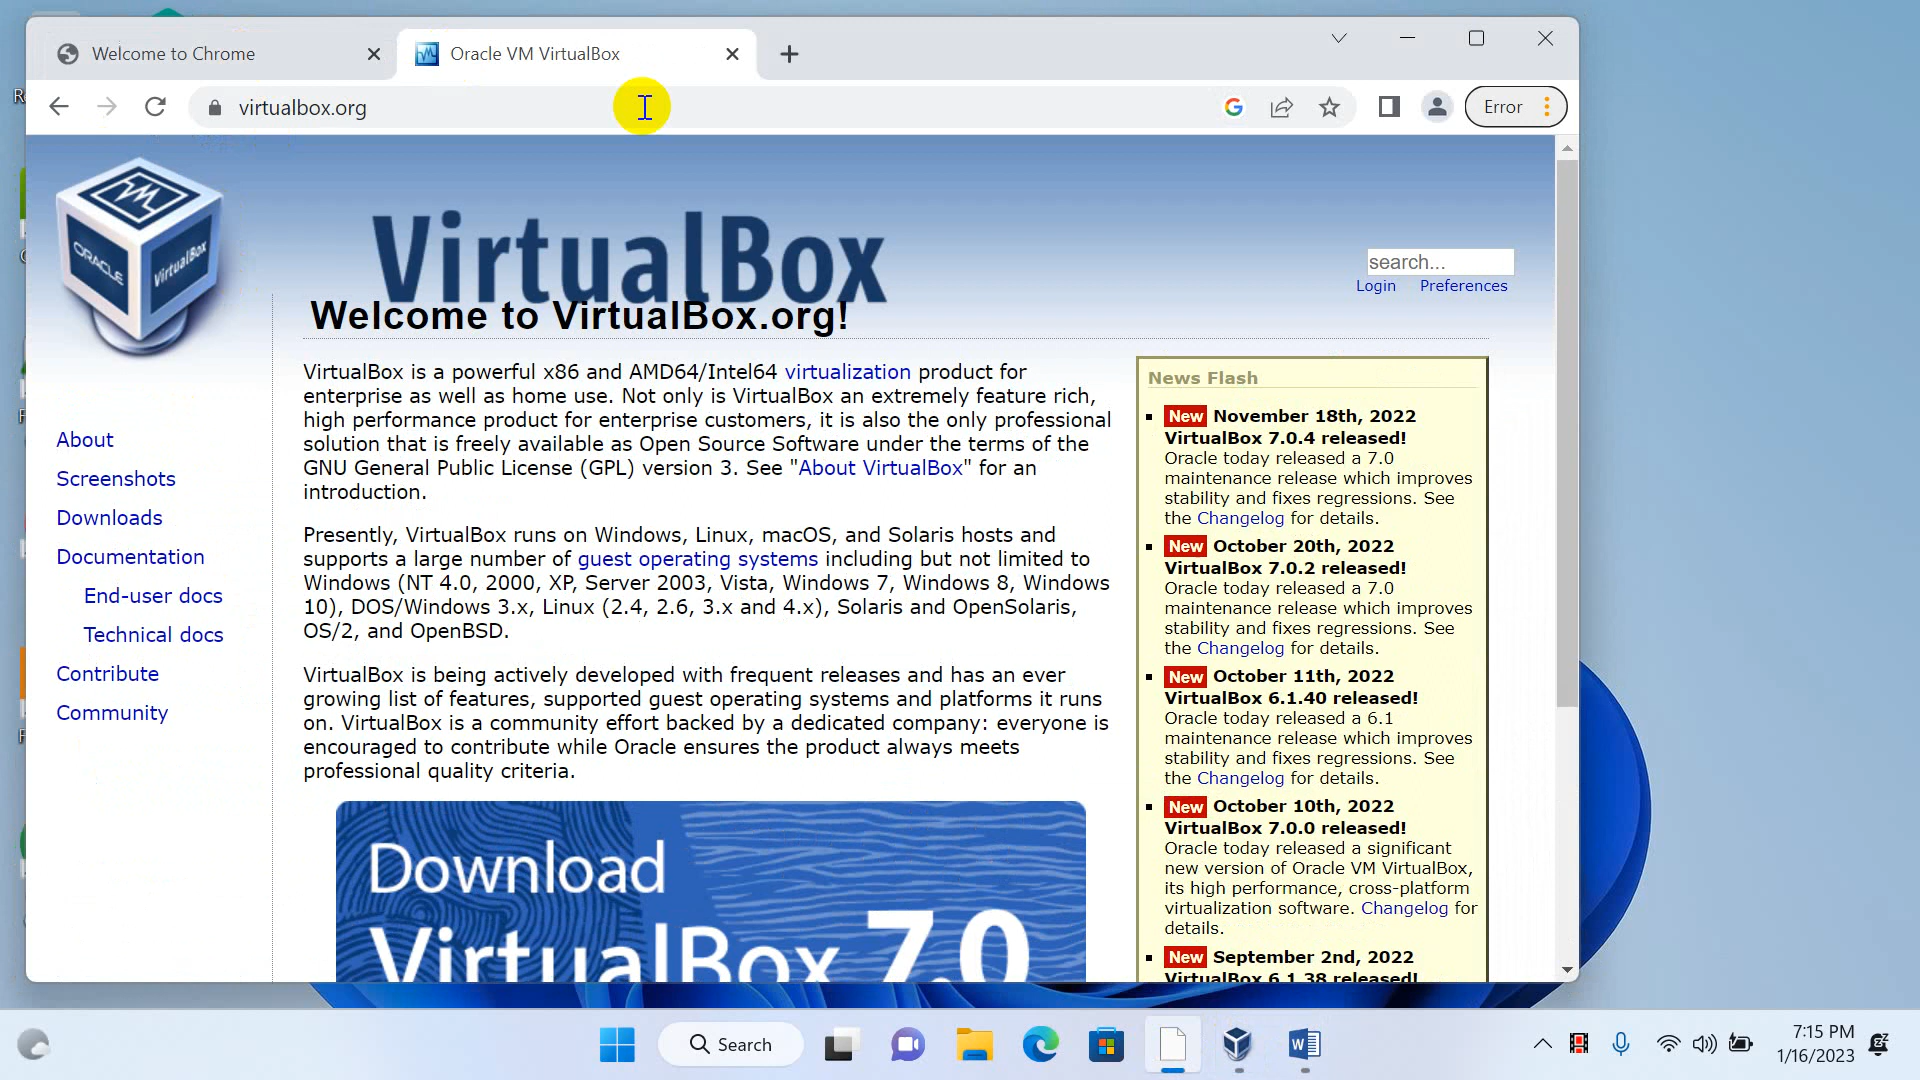 Welcome to Chrome
Oracle VM VirtualBox
virtualbox.org
Error
ORACLE
VirtualBox
VirtualBox
search...
Login Preferences
Welcome to VirtualBox.org!
About
Screenshots
Downloads
Documentation
End-user docs
Technical docs
Contribute
Community
VirtualBox is a powerful x86 and AMD64/Intel64 virtualization product for
enterprise as well as home use. Not only is VirtualBox an extremely feature rich,
high performance product for enterprise customers, it is also the only professional
solution that is freely available as Open Source Software under the terms of the
GNU General Public License (GPL) version 3. See "About VirtualBox" for an
introduction.
Presently, VirtualBox runs on Windows, Linux, macOS, and Solaris hosts and
supports a large number of guest operating systems including but not limited to
Windows (NT 4.0, 2000, XP, Server 2003, Vista, Windows 7, Windows 8, Windows
10), DOS/Windows 3.x, Linux (2.4, 2.6, 3.x and 4.x), Solaris and OpenSolaris,
OS/2, and OpenBSD.
VirtualBox is being actively developed with frequent releases and has an ever
growing list of features, supported guest operating systems and platforms it runs
on. VirtualBox is a community effort backed by a dedicated company: everyone is
encouraged to contribute while Oracle ensures the product always meets
professional quality criteria.
Download
VirtualBox 7.0
News Flash
New November 18th, 2022
VirtualBox 7.0.4 released!
Oracle today released a 7.0
maintenance release which improves
stability and fixes regressions. See
the Changelog for details.
New October 20th, 2022
VirtualBox 7.0.2 released!
Oracle today released a 7.0
maintenance release which improves
stability and fixes regressions. See
the Changelog for details.
New October 11th, 2022
VirtualBox 6.1.40 released!
Oracle today released a 6.1
maintenance release which improves
stability and fixes regressions. See
the Changelog for details.
New October 10th, 2022
VirtualBox 7.0.0 released!
Oracle today released a significant
new version of Oracle VM VirtualBox,
its high performance, cross-platform
virtualization software. Changelog for
details.
New September 2nd, 2022
VirtualBox 6.1.38 released!
Search
7:15 PM
1/16/2023